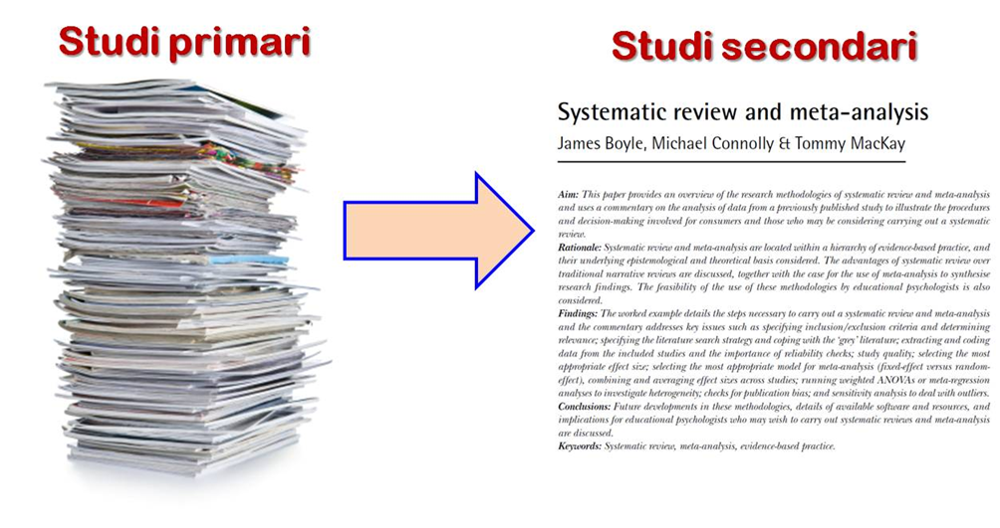 Studi primari
Studi secondari
Systematic review and meta-analysis
James Boyle, Michael Connolly & Tommy MacKay
Aim: This paper provides an overview of the research methodologies of systematic review and meta-analysis
and uses a commentary on the analysis of data from a previously published study to illustrate the procedures
and decision-making involved for consumers and those who may be considering carrying out a systematic
review.
Rationale: Systematic review and meta-analysis are located within a hierarchy of evidence-based practice, and
their underlying epistemological and theoretical basis considered. The advantages of systematic review over
traditional narrative reviews are discussed, together with the case for the use of meta-analysis to synthesise
research findings. The feasibility of the use of these methodologies by educational psychologists is also
considered.
Findings: The worked example details the steps necessary to carry out a systematic review and meta-analysis
and the commentary addresses key issues such as specifying inclusion/exclusion criteria and determining
relevance; specifying the literature search strategy and coping with the ‘grey’ literature; extracting and coding
data from the included studies and the importance of reliability checks; study quality; selecting the most
appropriate effect size; selecting the most appropriate model for meta-analysis (fixed-effect versus random-
effect), combining and averaging effect sizes across studies; running weighted ANOVAs or meta-regression
analyses to investigate heterogeneity; checks for publication bias; and sensitivity analysis to deal with outliers.
Conclusions: Future developments in these methodologies, details of available software and resources, and
implications for educational psychologists who may wish to carry out systematic reviews and meta-analysis
are discussed.
Keywords: Systematic review, meta-analysis, evidence-based practice.